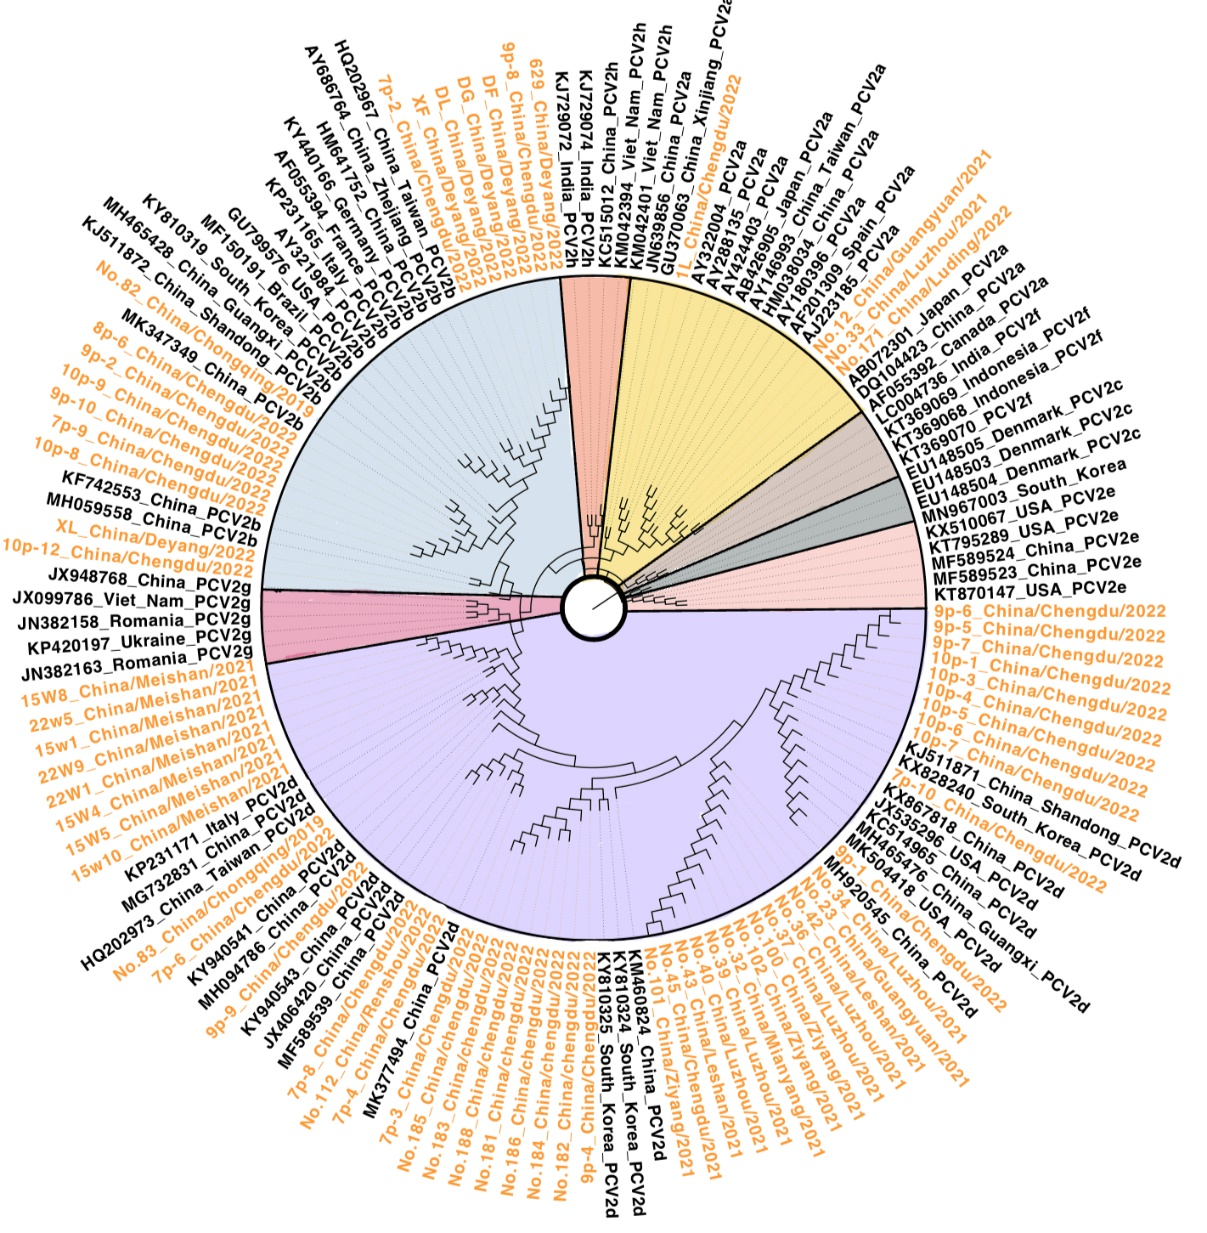 KJ729072_India_PCV2h
KJ729074_India_PCV2h
KC515012_China_PCV2h
KM042394_Viet_Nam_PCV2h
KM042401_Viet_Nam_PCV2h
JN639856_China_PCV2a
GU370063_China_Xinjiang_PCV2a
1L_China/Chengdu/2022
AY322004_PCV2a
AY288135_PCV2a
AY424403_PCV2a
AB426905_Japan_PCV2a
AY146993_China_Taiwan_PCV2a
HM038034_China_PCV2a
AY180396_PCV2a
AF201309_Spain_PCV2a
AJ223185_PCV2a
No.12_China/Guangyuan/2021
No.33_China/Luzhou/2021
No.171_China/Luding/2022
AB072301_Japan_PCV2a
DQ104423_China_PCV2a
AF055392_Canada_PCV2a
LC004736_India_PCV2f
KT369069_Indonesia_PCV2f
KT369068_Indonesia_PCV2f
KT369070_PCV2f
EU148505_Denmark_PCV2c
EU148503_Denmark_PCV2c
EU148504_Denmark_PCV2c
MN967003_South_Korea
KX510067_USA_PCV2e
KT795289_USA_PCV2e
MF589524_China_PCV2e
MF589523_China_PCV2e
KT870147_USA_PCV2e
9p-6_China/Chengdu/2022
9p-5_China/Chengdu/2022
9p-7_China/Chengdu/2022
10p-1_China/Chengdu/2022
10p-3_China/Chengdu/2022
10p-4_China/Chengdu/2022
10p-5_China/Chengdu/2022
10p-6_China/Chengdu/2022
10p-7_China/Chengdu/2022
KJ511871_China_Shandong_PCV2d
KX828240_South_Korea_PCV2d
7p-10_China/Chengdu/2022
KX867818_China_PCV2d
JX535296_USA_PCV2d
KC514965_China_PCV2d
MH465476_China_Guangxi_PCV2d
MK504418_USA_PCV2d
9p-1_China/Chengdu/2022
MH920545_China_PCV2d
No.34_China/Luzhou/2021
No.23_China/Guangyuan/2021
No.42_China/Leshan/2021
No.36_China/Luzhou/2021
No.37_China/Luzhou/2021
No.100_China/Ziyang/2021
No.102_China/Ziyang/2021
No.32_China/Mianyang/2021
No.39_China/Luzhou/2021
No.40_China/Luzhou/2021
No.43_China/Leshan/2021
No.45_China/Chengdu/2021
No.101_China/Ziyang/2021
KM460824_China_PCV2d
KY810324_South_Korea_PCV2d
KY810325_South_Korea_PCV2d
9p-4_China/Chengdu/2022
No.182_China/chengdu/2022
No.184_China/chengdu/2022
No.186_China/chengdu/2022
No.181_China/chengdu/2022
No.188_China/chengdu/2022
No.183_China/chengdu/2022
No.185_China/chengdu/2022
7p-3_China/Chengdu/2022
MK377494_China_PCV2d
7p-4_China/Chengdu/2022
No.112_China/Renshou/2022
7p-8_China/Chengdu/2022
MF589539_China_PCV2d
JX406420_China_PCV2d
KY940543_China_PCV2d
9p-9_China/Chengdu/2022
MH094786_China_PCV2d
KY940541_China_PCV2d
7p-6_China/Chengdu/2022
No.83_China/Chongqing/2019
HQ202973_China_Taiwan_PCV2d
MG732831_China_PCV2d
KP231171_Italy_PCV2d
15w10_China/Meishan/2021
15W5_China/Meishan/2021
15W4_China/Meishan/2021
22W1_China/Meishan/2021
22W9_China/Meishan/2021
15w1_China/Meishan/2021
22w5_China/Meishan/2021
15W8_China/Meishan/2021
JN382163_Romania_PCV2g
KP420197_Ukraine_PCV2g
JN382158_Romania_PCV2g
JX099786_Viet_Nam_PCV2g
JX948768_China_PCV2g
10p-12_China/Chengdu/2022
XL_China/Deyang/2022
MH059558_China_PCV2b
KF742553_China_PCV2b
10p-8_China/Chengdu/2022
7p-9_China/Chengdu/2022
9p-10_China/Chengdu/2022
10p-9_China/Chengdu/2022
9p-2_China/Chengdu/2022
8p-6_China/Chengdu/2022
MK347349_China_PCV2b
No.82_China/Chongqing/2019
KJ511872_China_Shandong_PCV2b
MH465428_China_Guangxi_PCV2b
KY810319_South_Korea_PCV2b
MF150191_Brazil_PCV2b
GU799576_USA_PCV2b
AY321984_PCV2b
KP231165_Italy_PCV2b
AF055394_France_PCV2b
KY440166_Germany_PCV2b
HM641752_China_PCV2b
AY686764_China_Zhejiang_PCV2b
HQ202967_China_Taiwan_PCV2b
7p-2_China/Chengdu/2022
XF_China/Deyang/2022
DL_China/Deyang/2022
DG_China/Deyang/2022
DF_China/Deyang/2022
9p-8_China/Chengdu/2022
629_China/Deyang/2022